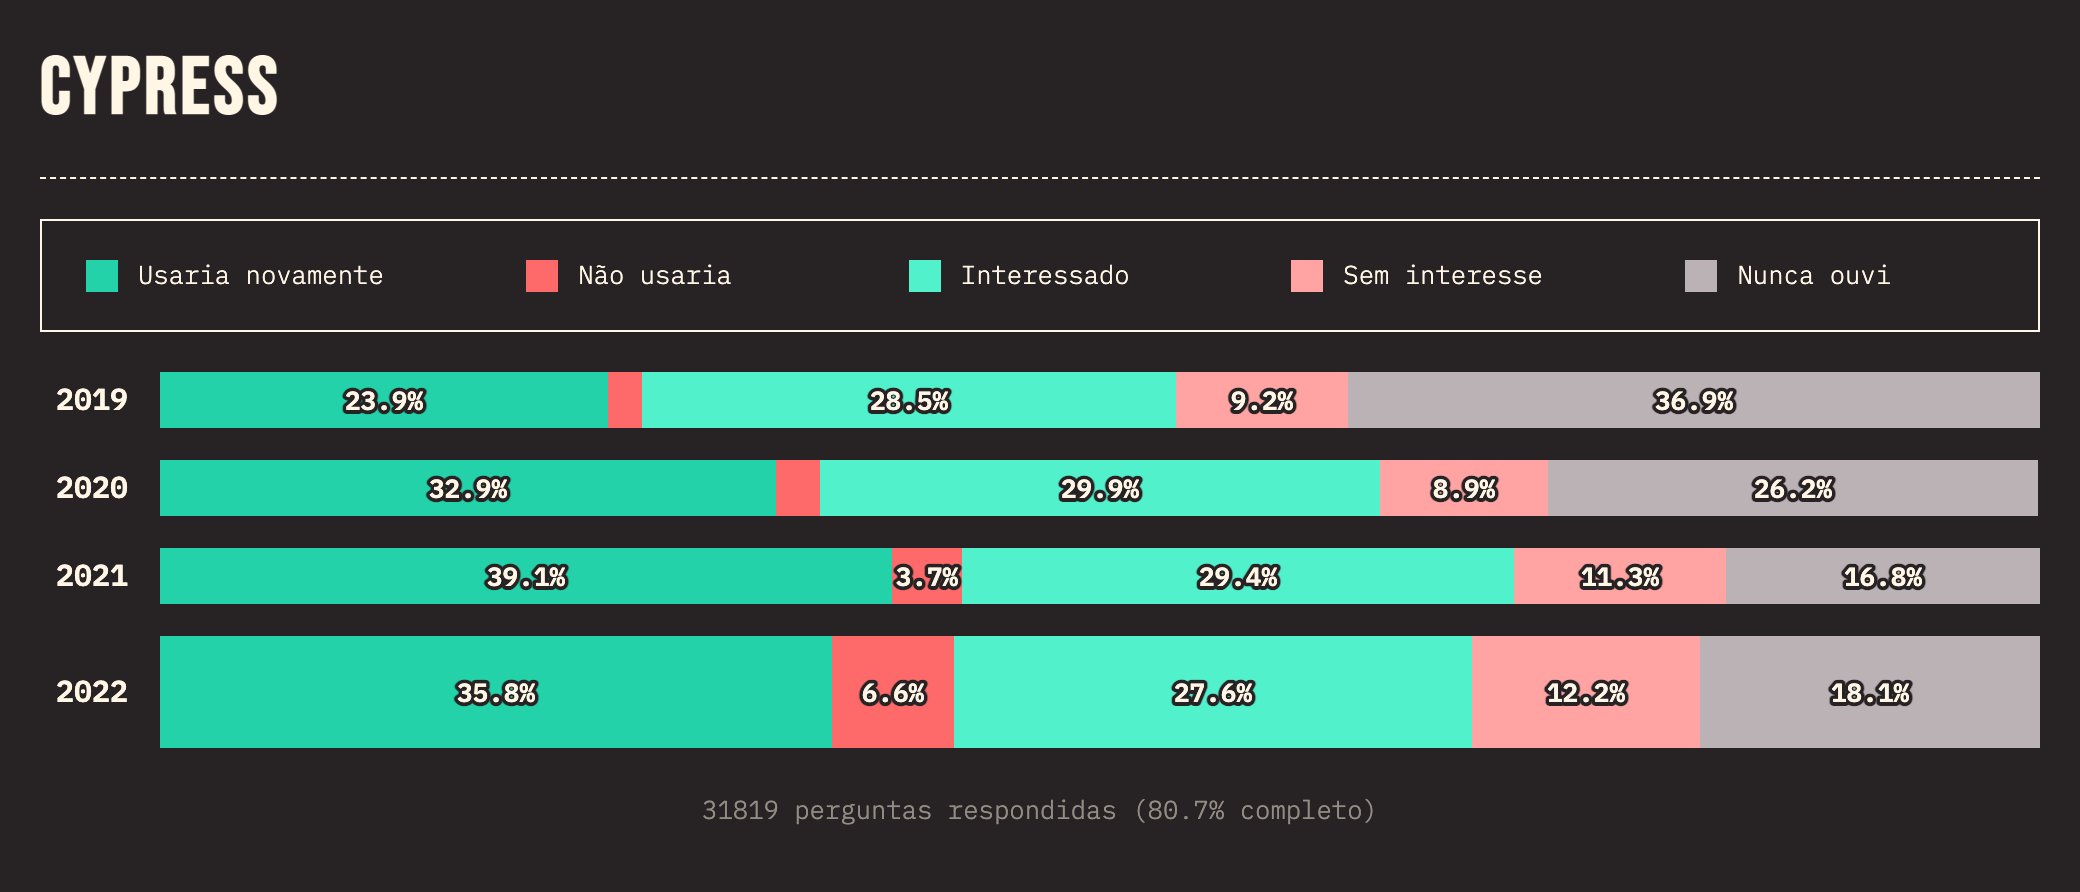 CYPRESS
Usaria novamente
Não usaria
Interessado
Sem interesse
Nunca ouvi
2019 23.9% 28.5% 9.2% 36.9%
2020 32.9% 29.9% 8.9% 26.2%
2021 39.1% 3.7% 29.4% 11.3% 16.8%
2022 35.8% 6.6% 27.6% 12.2% 18.1%
31819 perguntas respondidas (80.7% completo)